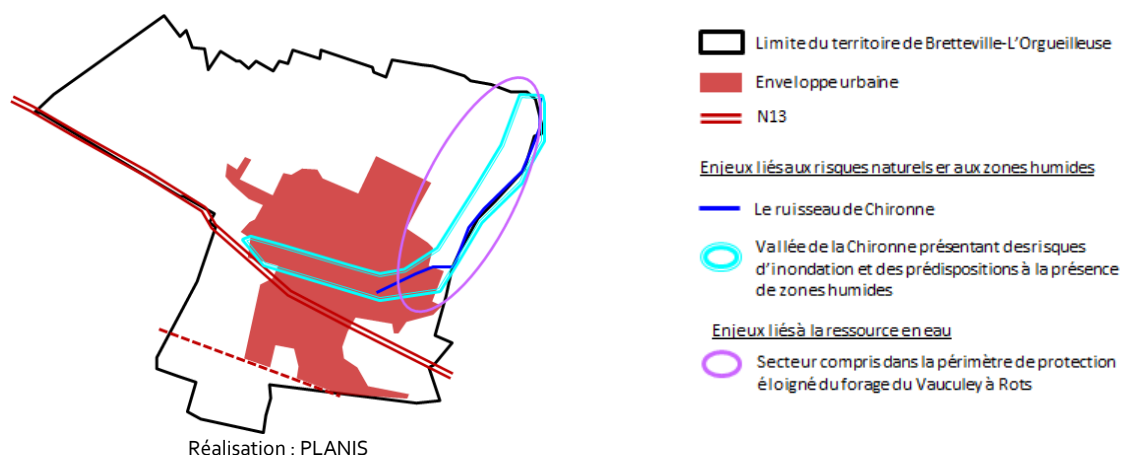 Limite du territoire de Bretteville-L'Orgueilleuse
Enveloppe urbaine
N13
Enjeux liés aux risques naturels er aux zones humides
Le ruisseau de Chironne
Vallée de la Chironne présentant des risques
d'inondation et des prédispositions à la présence
de zones humides
Enjeux liés à la ressource en eau
Secteur compris dans la périmètre de protection
éloigné du forage du Vauculey à Rots
Réalisation : PLANIS